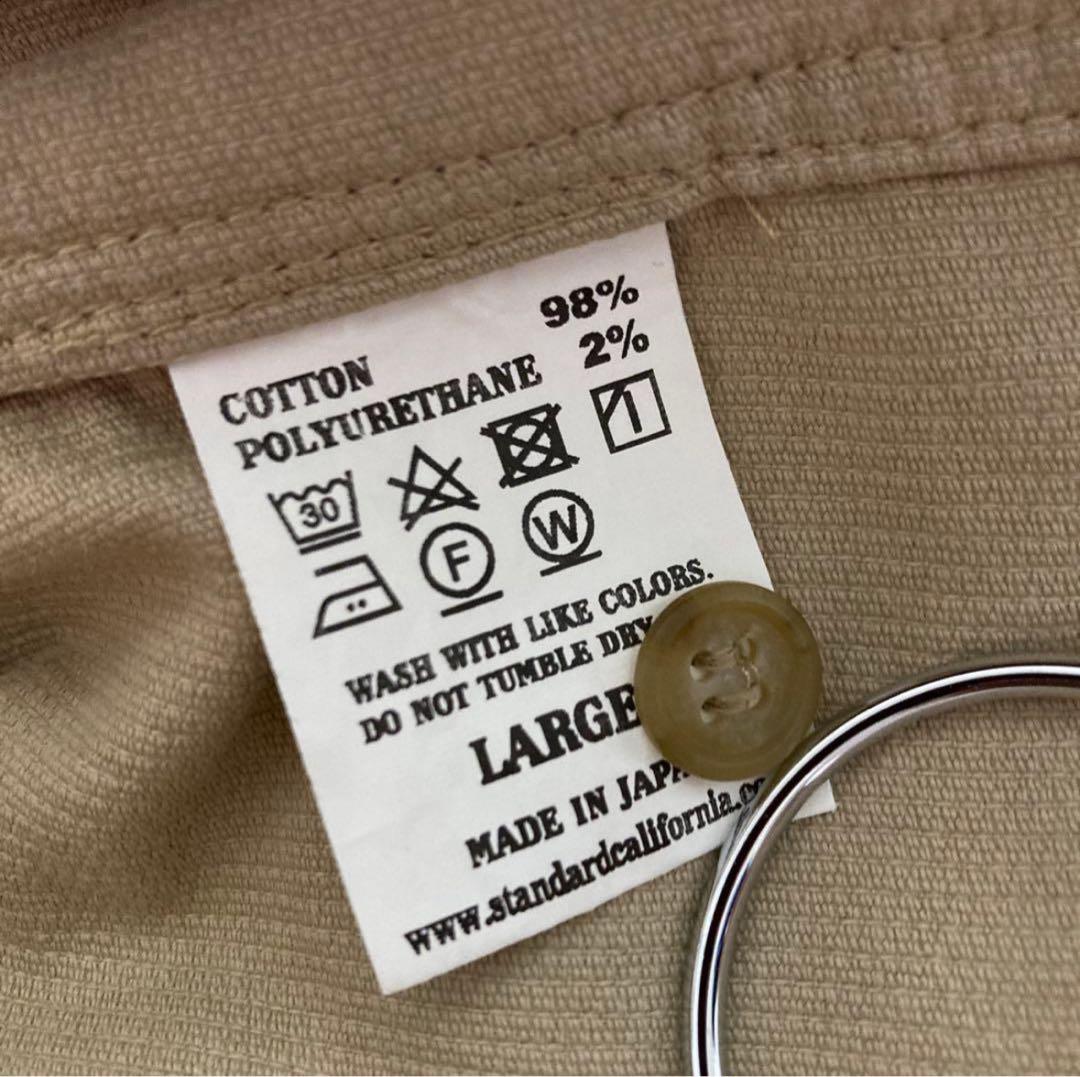 COTTON 98%
POLYURETHANE 2%
30
F W
WASH WITH LIKE COLORS.
DO NOT TUMBLE DRY
LARGE
MADE IN
www.standardcalifornia.